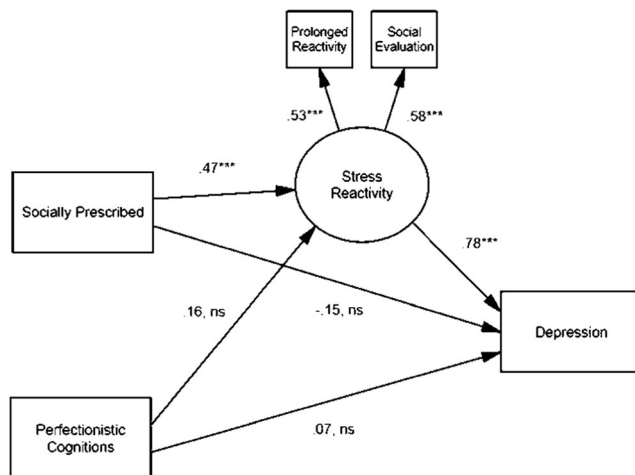 Prolonged
Reactivity
Social
Evaluation
.53***
.58***
.47***
Stress
Reactivity
Socially Prescribed
.78***
.16, ns
-.15, ns
Depression
Perfectionistic
Cognitions
.07, ns